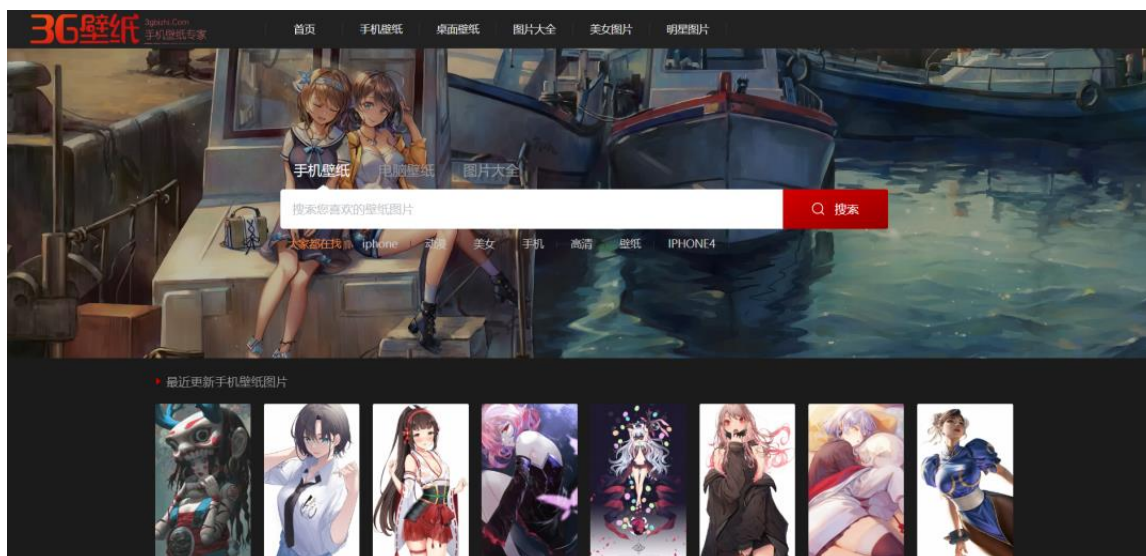 3G壁纸
3gbizhi.Com
手机壁纸专家
首页 手机壁纸 桌面壁纸 图片大全 美女图片 明星图片
手机壁纸 电脑壁纸 图片大全
搜索您喜欢的壁纸图片
搜索
大家都在找: iphone 动漫 美女 手机 高清 壁纸 IPHONE4
最近更新手机壁纸图片